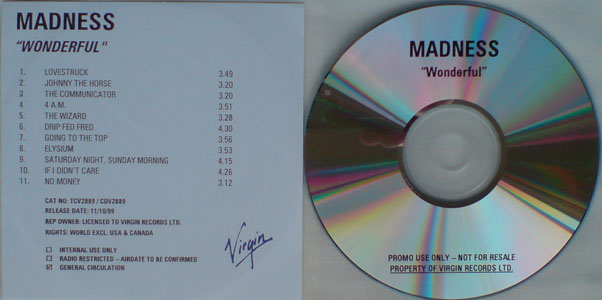 MADNESS
"WONDERFUL"
1. LOVESTRUCK 3.49
2. JOHNNY THE HORSE 3.20
3. THE COMMUNICATOR 3.20
4. 4 A.M. 3.51
5. THE WIZARD 3.28
6. DRIP FED FRED 4.30
7. GOING TO THE TOP 3.56
8. ELYSIUM 3.53
9. SATURDAY NIGHT, SUNDAY MORNING 4.15
10. IF I DIDN'T CARE 4.26
11. NO MONEY 3.12
CAT NO: TCV2889 / CDV2889
RELEASE DATE: 11/10/99
REP OWNER: LICENSED TO VIRGIN RECORDS LTD.
RIGHTS: WORLD EXCL. USA & CANADA
☐ INTERNAL USE ONLY
☐ RADIO RESTRICTED – AIRDATE TO BE CONFIRMED
☑ GENERAL CIRCULATION
Virgin
MADNESS
"Wonderful"
PROMO USE ONLY – NOT FOR RESALE
PROPERTY OF VIRGIN RECORDS LTD.